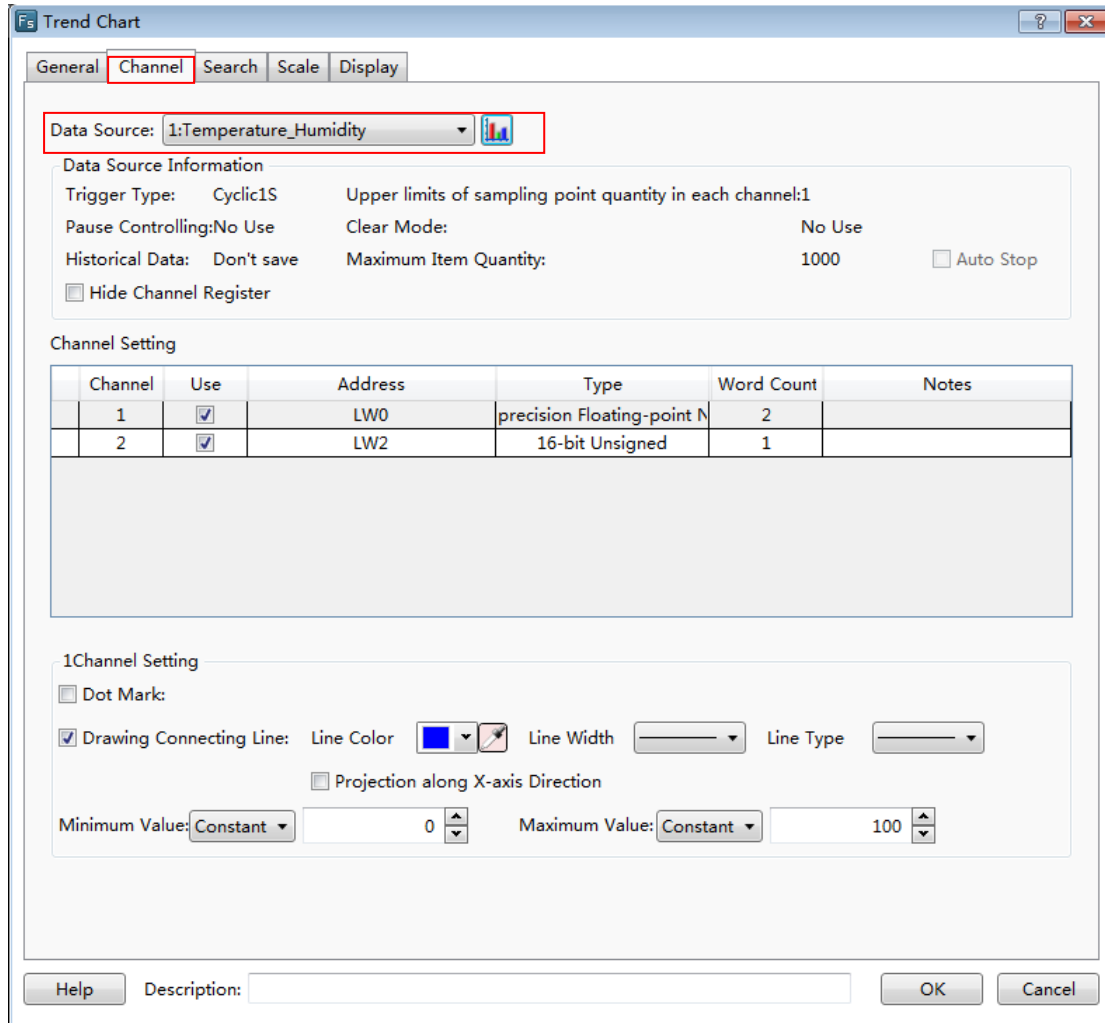 Fs Trend Chart
General Channel Search Scale Display
Data Source: 1:Temperature_Humidity
Data Source Information
Trigger Type: Cyclic1S Upper limits of sampling point quantity in each channel:1
Pause Controlling:No Use Clear Mode: No Use
Historical Data: Don't save Maximum Item Quantity: 1000 Auto Stop
Hide Channel Register
Channel Setting
Channel Use Address Type Word Count Notes
1 LW0 precision Floating-point N 2
2 LW2 16-bit Unsigned 1
1Channel Setting
Dot Mark:
Drawing Connecting Line: Line Color Line Width Line Type
Projection along X-axis Direction
Minimum Value: Constant 0 Maximum Value: Constant 100
Help Description: OK Cancel